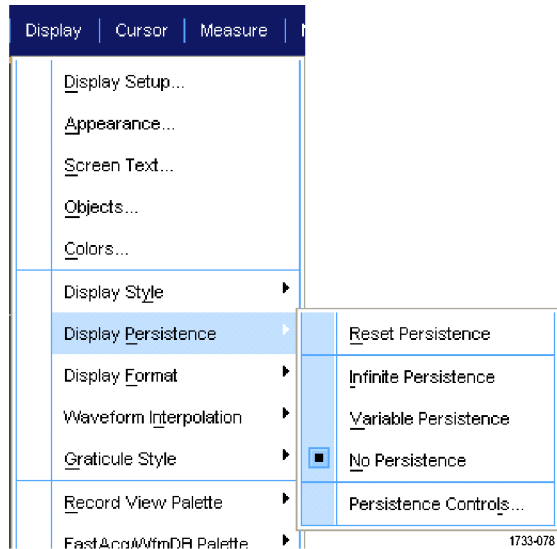 Display Cursor Measure
Display Setup...
Appearance...
Screen Text...
Objects...
Colors...
Display Style
Display Persistence
Display Format
Waveform Interpolation
Graticule Style
Record View Palette
FastAcq/WfmDB Palette
Reset Persistence
Infinite Persistence
Variable Persistence
No Persistence
Persistence Controls...
1733-078